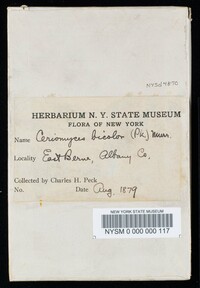 HERBARIUM N. Y. STATE MUSEUM
FLORA OF NEW YORK
Name Ceriomyces bicolor (Pk.) Murr.
Locality East Berne, Albany Co.
Collected by Charles H. Peck
No. Date Aug. 1879
NEW YORK STATE MUSEUM
NYSM 0 000 000 117